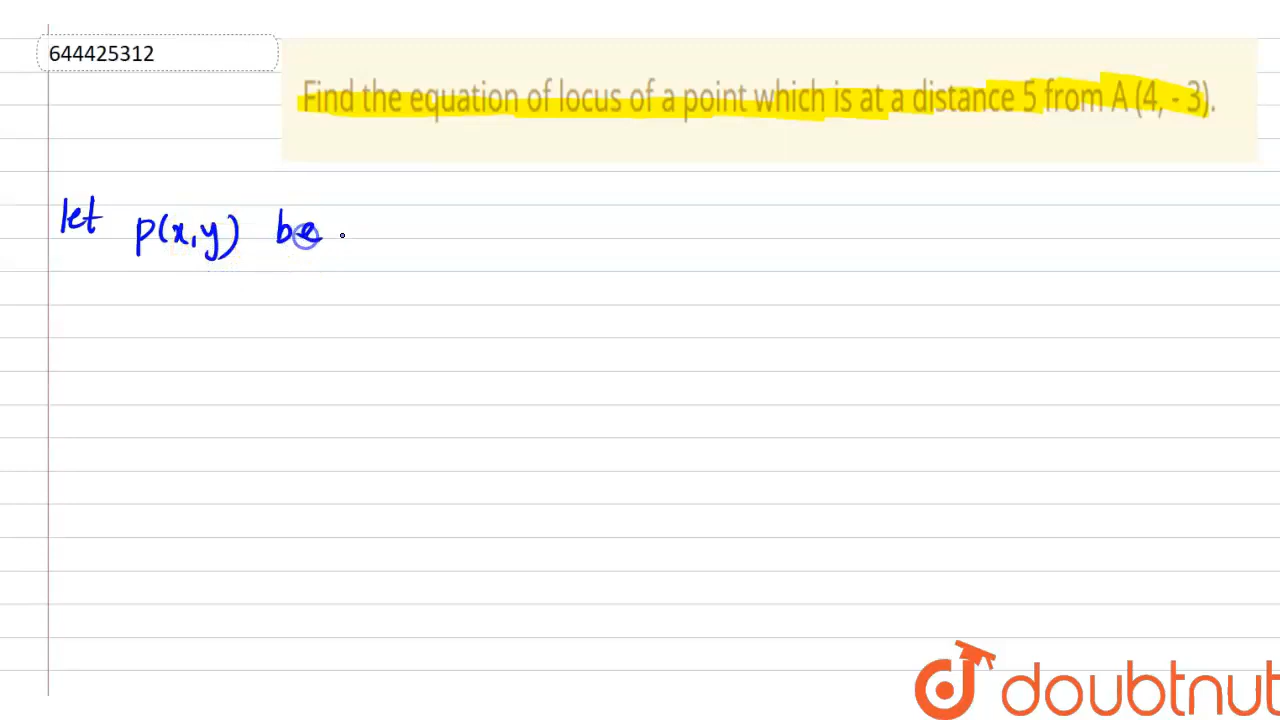 644425312
Find the equation of locus of a point which is at a distance 5 from A (4, - 3).
let p(x,y) be
doubtnut